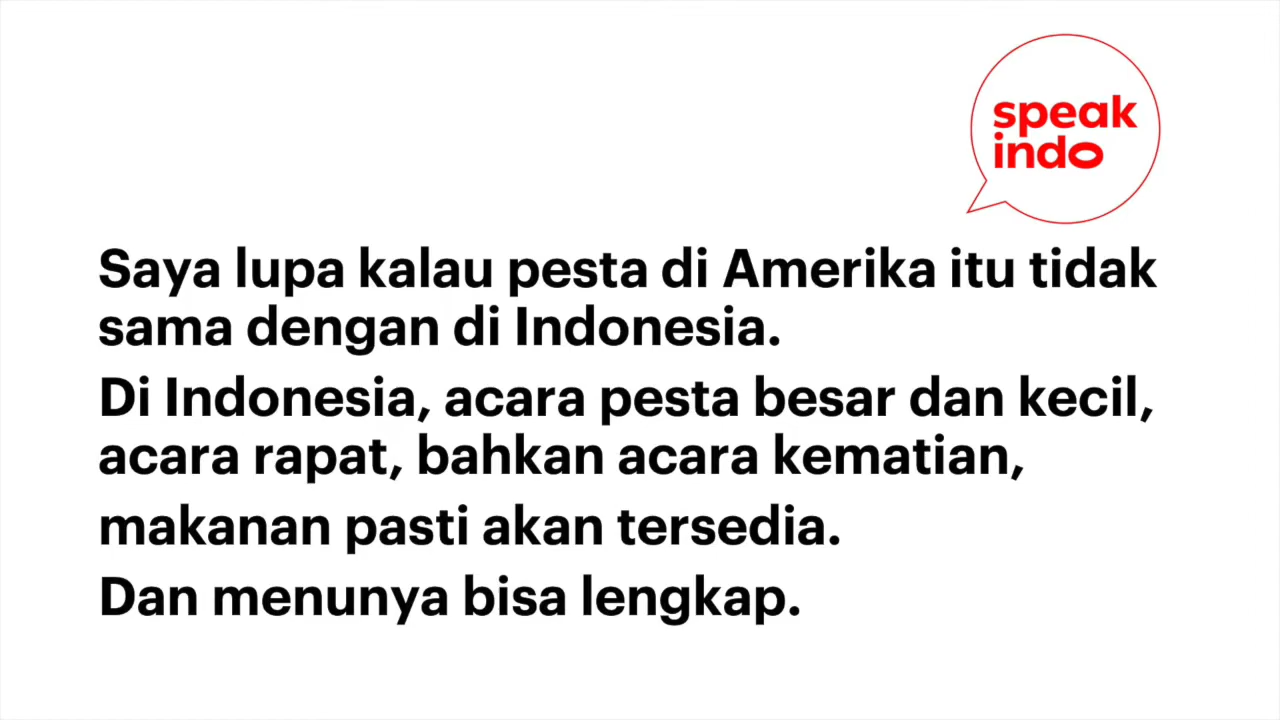 speak
indo
Saya lupa kalau pesta di Amerika itu tidak
sama dengan di Indonesia.
Di Indonesia, acara pesta besar dan kecil,
acara rapat, bahkan acara kematian,
makanan pasti akan tersedia.
Dan menunya bisa lengkap.